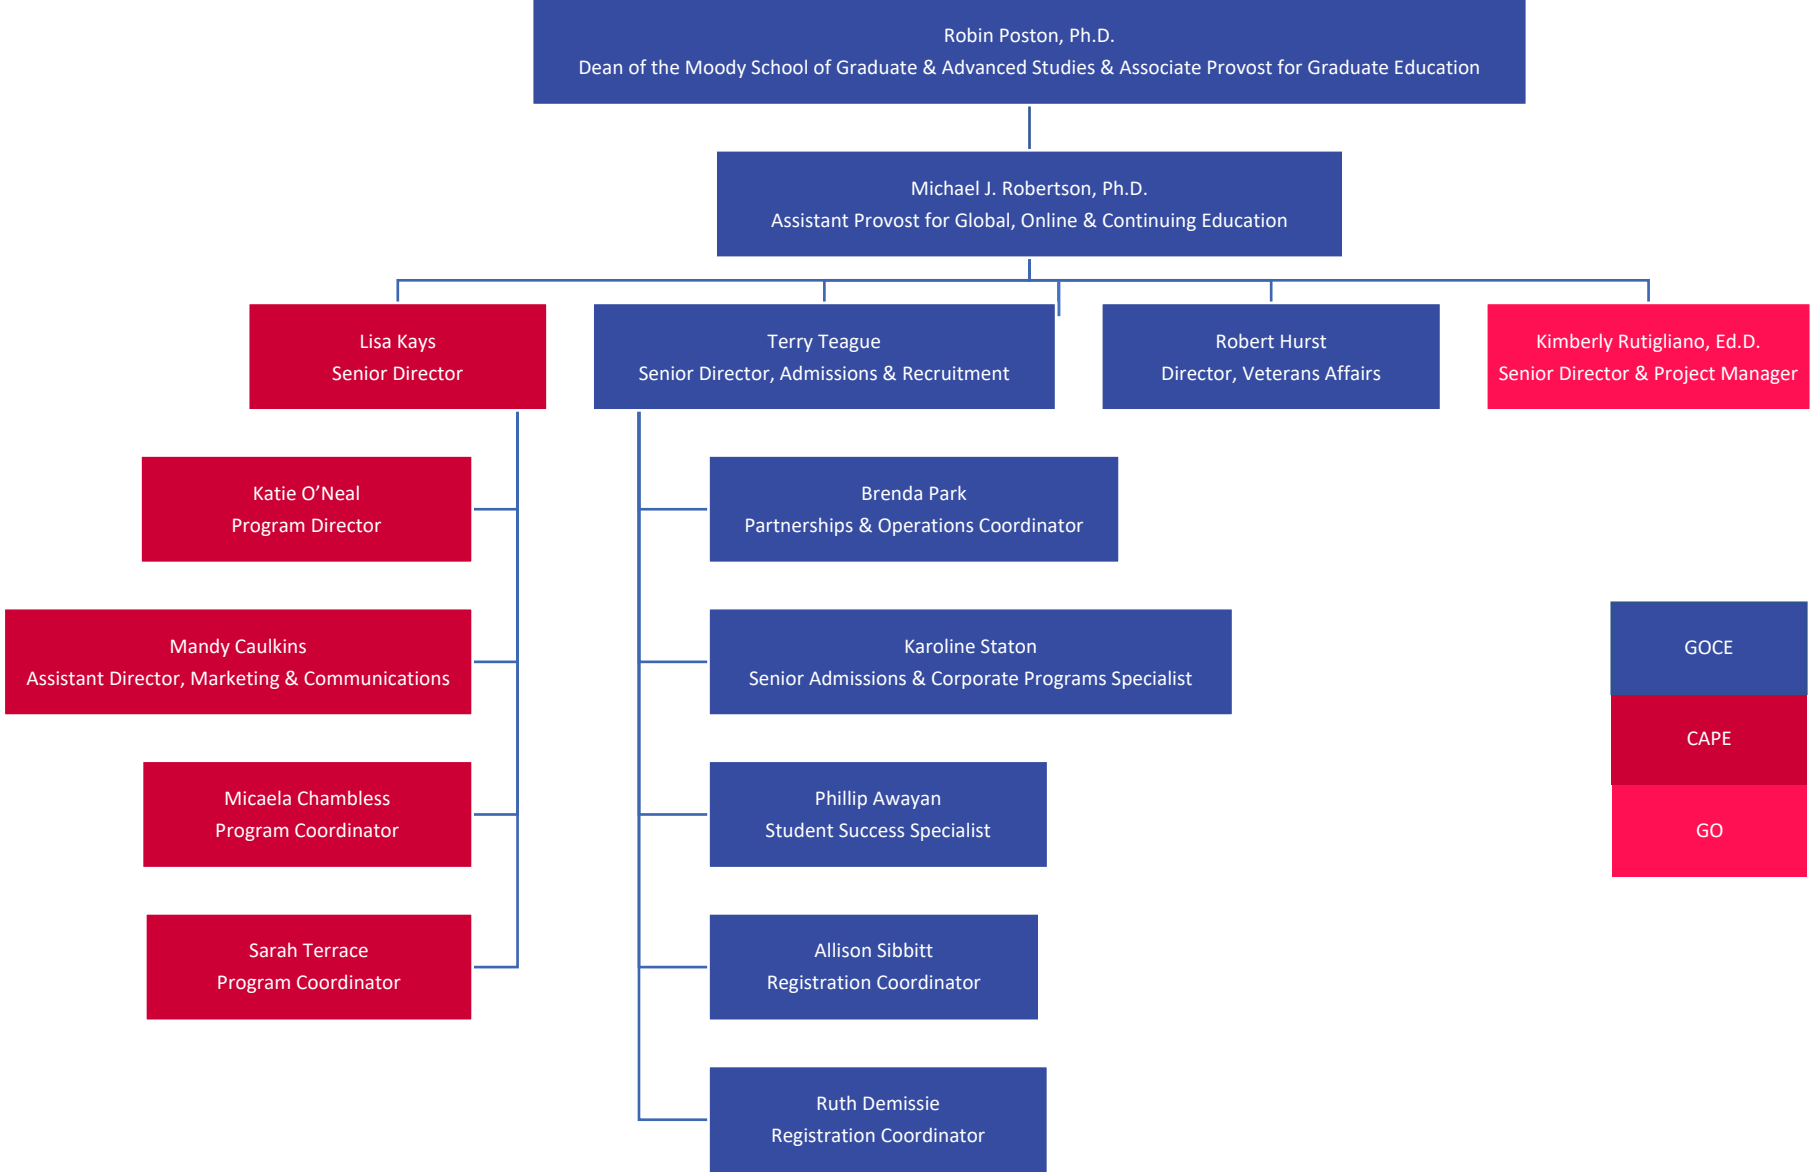 Robin Poston, Ph.D.
Dean of the Moody School of Graduate & Advanced Studies & Associate Provost for Graduate Education
Michael J. Robertson, Ph.D.
Assistant Provost for Global, Online & Continuing Education
Lisa Kays
Senior Director
Terry Teague
Senior Director, Admissions & Recruitment
Robert Hurst
Director, Veterans Affairs
Kimberly Rutigliano, Ed.D.
Senior Director & Project Manager
Katie O’Neal
Program Director
Brenda Park
Partnerships & Operations Coordinator
Mandy Caulkins
Assistant Director, Marketing & Communications
Karoline Staton
Senior Admissions & Corporate Programs Specialist
Micaela Chambless
Program Coordinator
Phillip Awayan
Student Success Specialist
Sarah Terrace
Program Coordinator
Allison Sibbitt
Registration Coordinator
Ruth Demissie
Registration Coordinator
GOCE
CAPE
GO